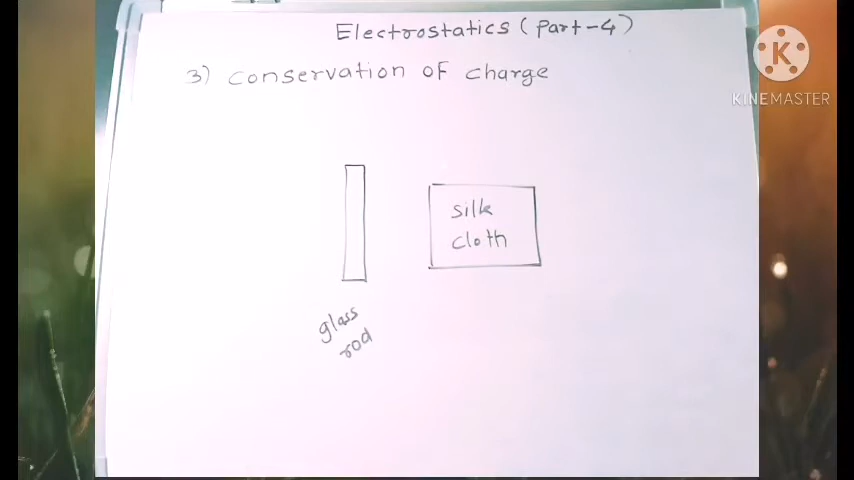 Electrostatics (Part-4)
3) conservation OF charge
silk
cloth
glass
rod
K
KINEMASTER